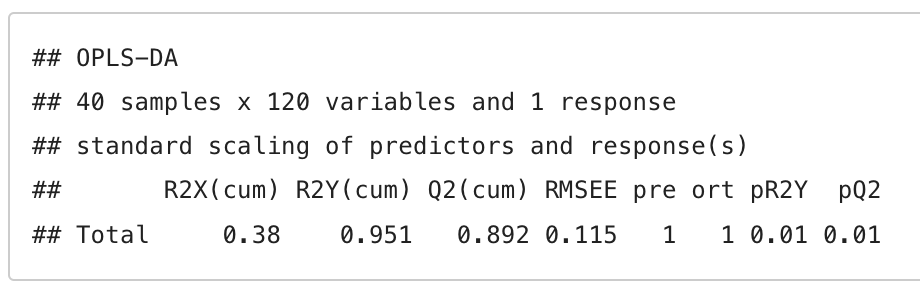 ## OPLS-DA
## 40 samples x 120 variables and 1 response
## standard scaling of predictors and response(s)
##       R2X(cum) R2Y(cum) Q2(cum) RMSEE pre ort pR2Y  pQ2
## Total     0.38    0.951   0.892 0.115   1   1 0.01 0.01